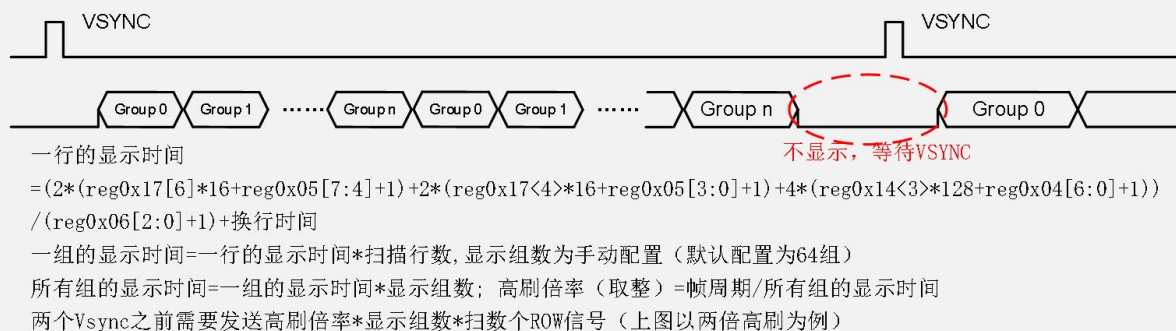 VSYNC VSYNC
Group 0 Group 1 ...... Group n Group 0 Group 1 ...... Group n Group 0
不显示，等待VSYNC
一行的显示时间
=(2*(reg0x17[6]*16+reg0x05[7:4]+1)+2*(reg0x17<4>*16+reg0x05[3:0]+1)+4*(reg0x14<3>*128+reg0x04[6:0]+1))
/(reg0x06[2:0]+1)+换行时间
一组的显示时间=一行的显示时间*扫描行数,显示组数为手动配置（默认配置为64组）
所有组的显示时间=一组的显示时间*显示组数; 高刷倍率（取整）=帧周期/所有组的显示时间
两个Vsync之前需要发送高刷倍率*显示组数*扫数个ROW信号（上图以两倍高刷为例）